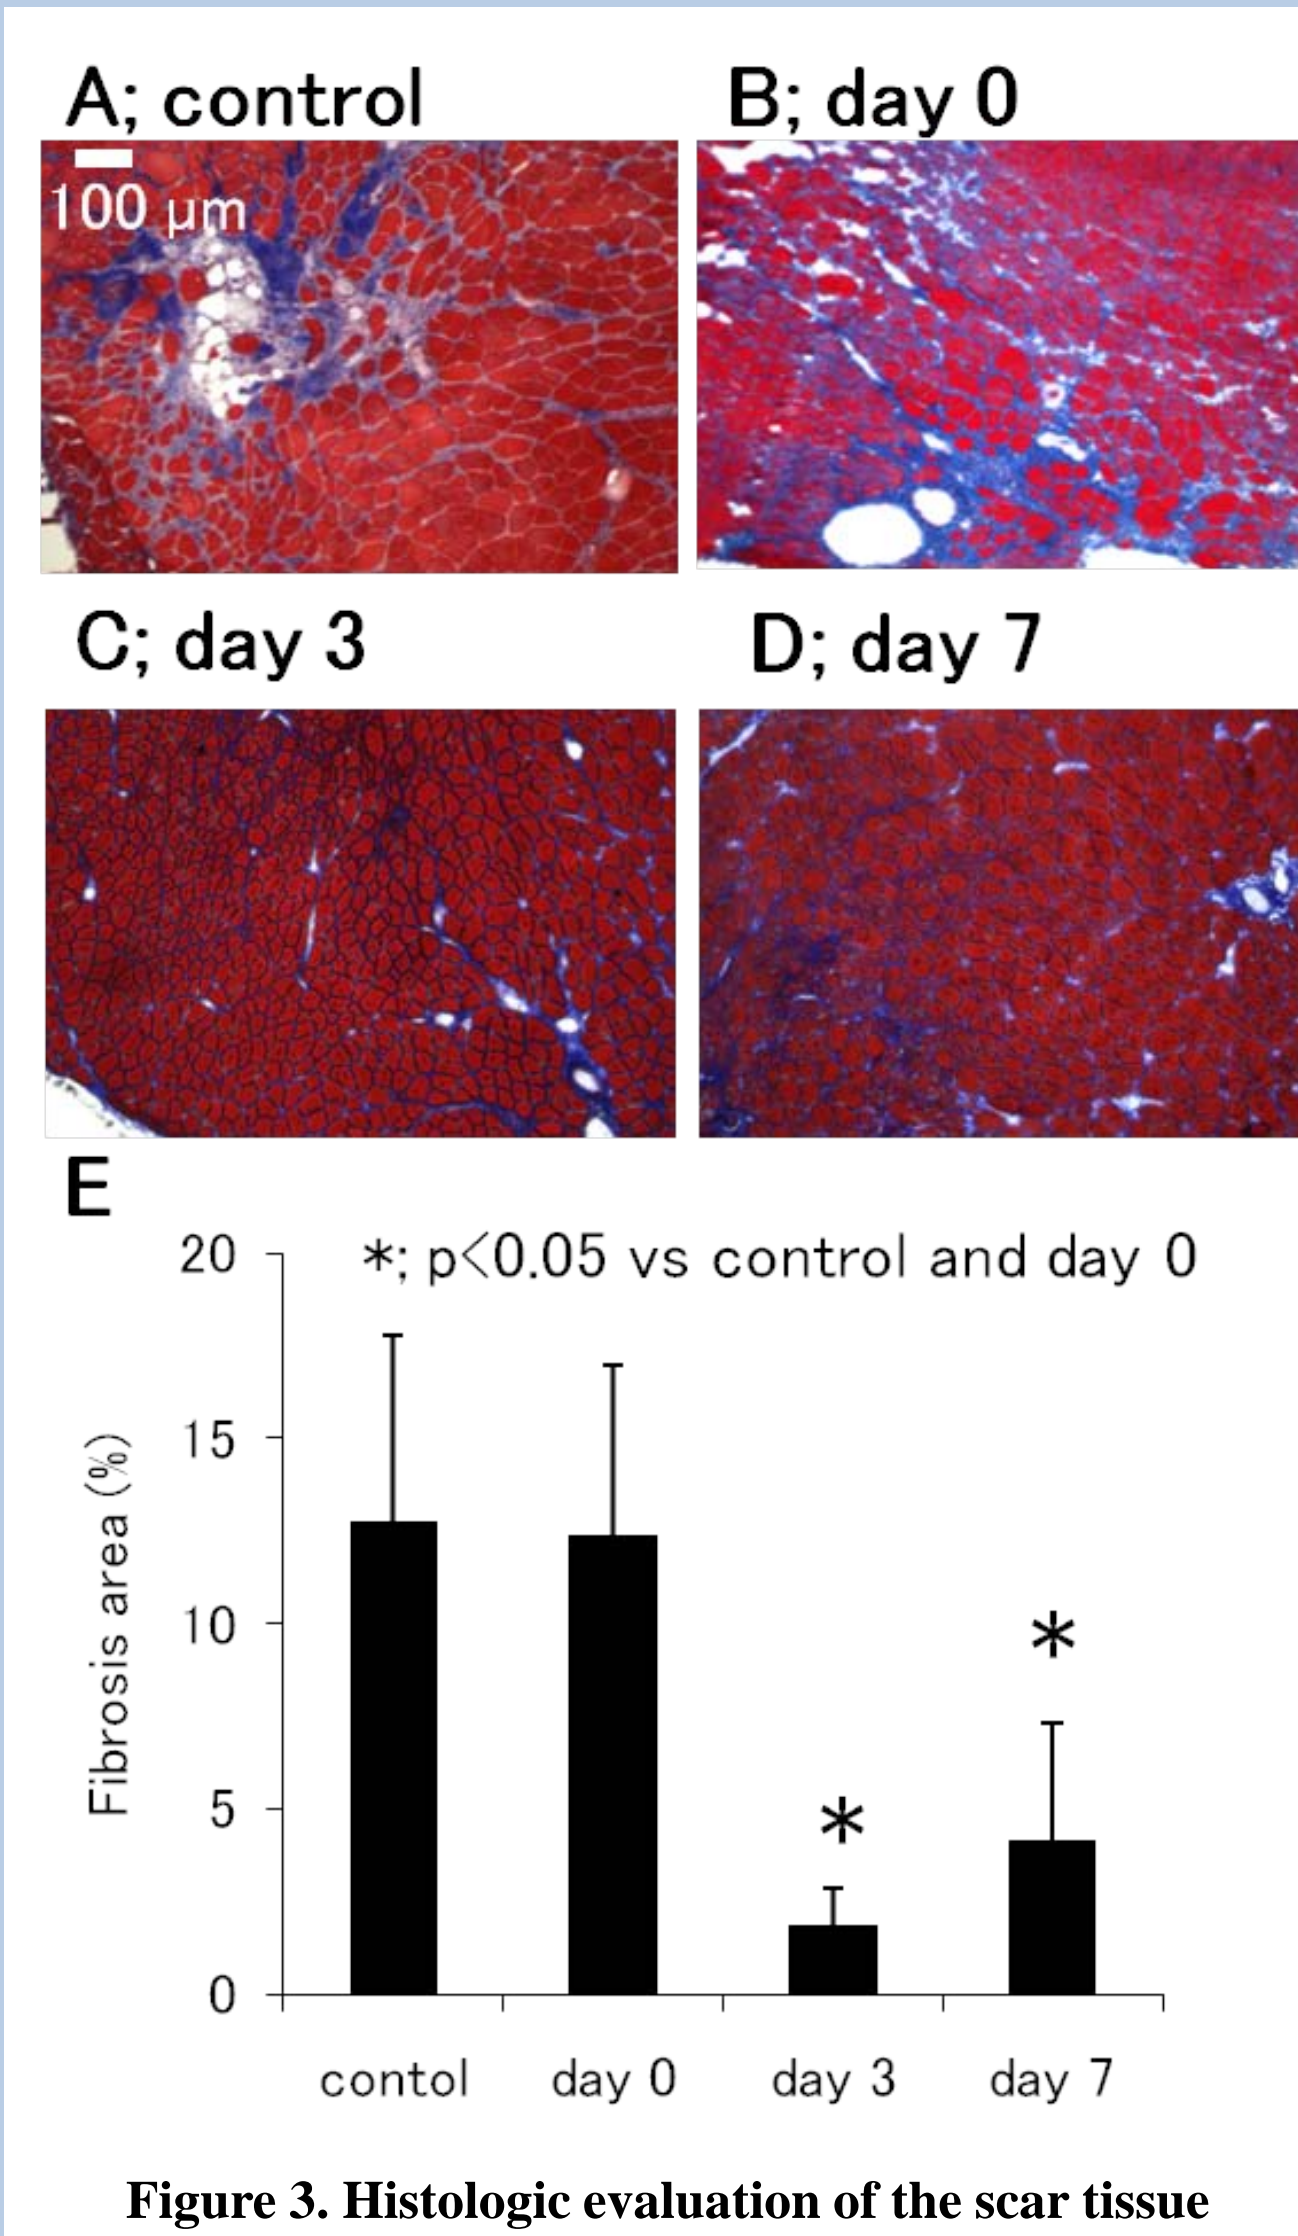 A; control
B; day 0
100 µm
C; day 3
D; day 7
E
*; p<0.05 vs control and day 0
20
15
10
5
0
Fibrosis area (%)
*
*
contol
day 0
day 3
day 7
Figure 3. Histologic evaluation of the scar tissue